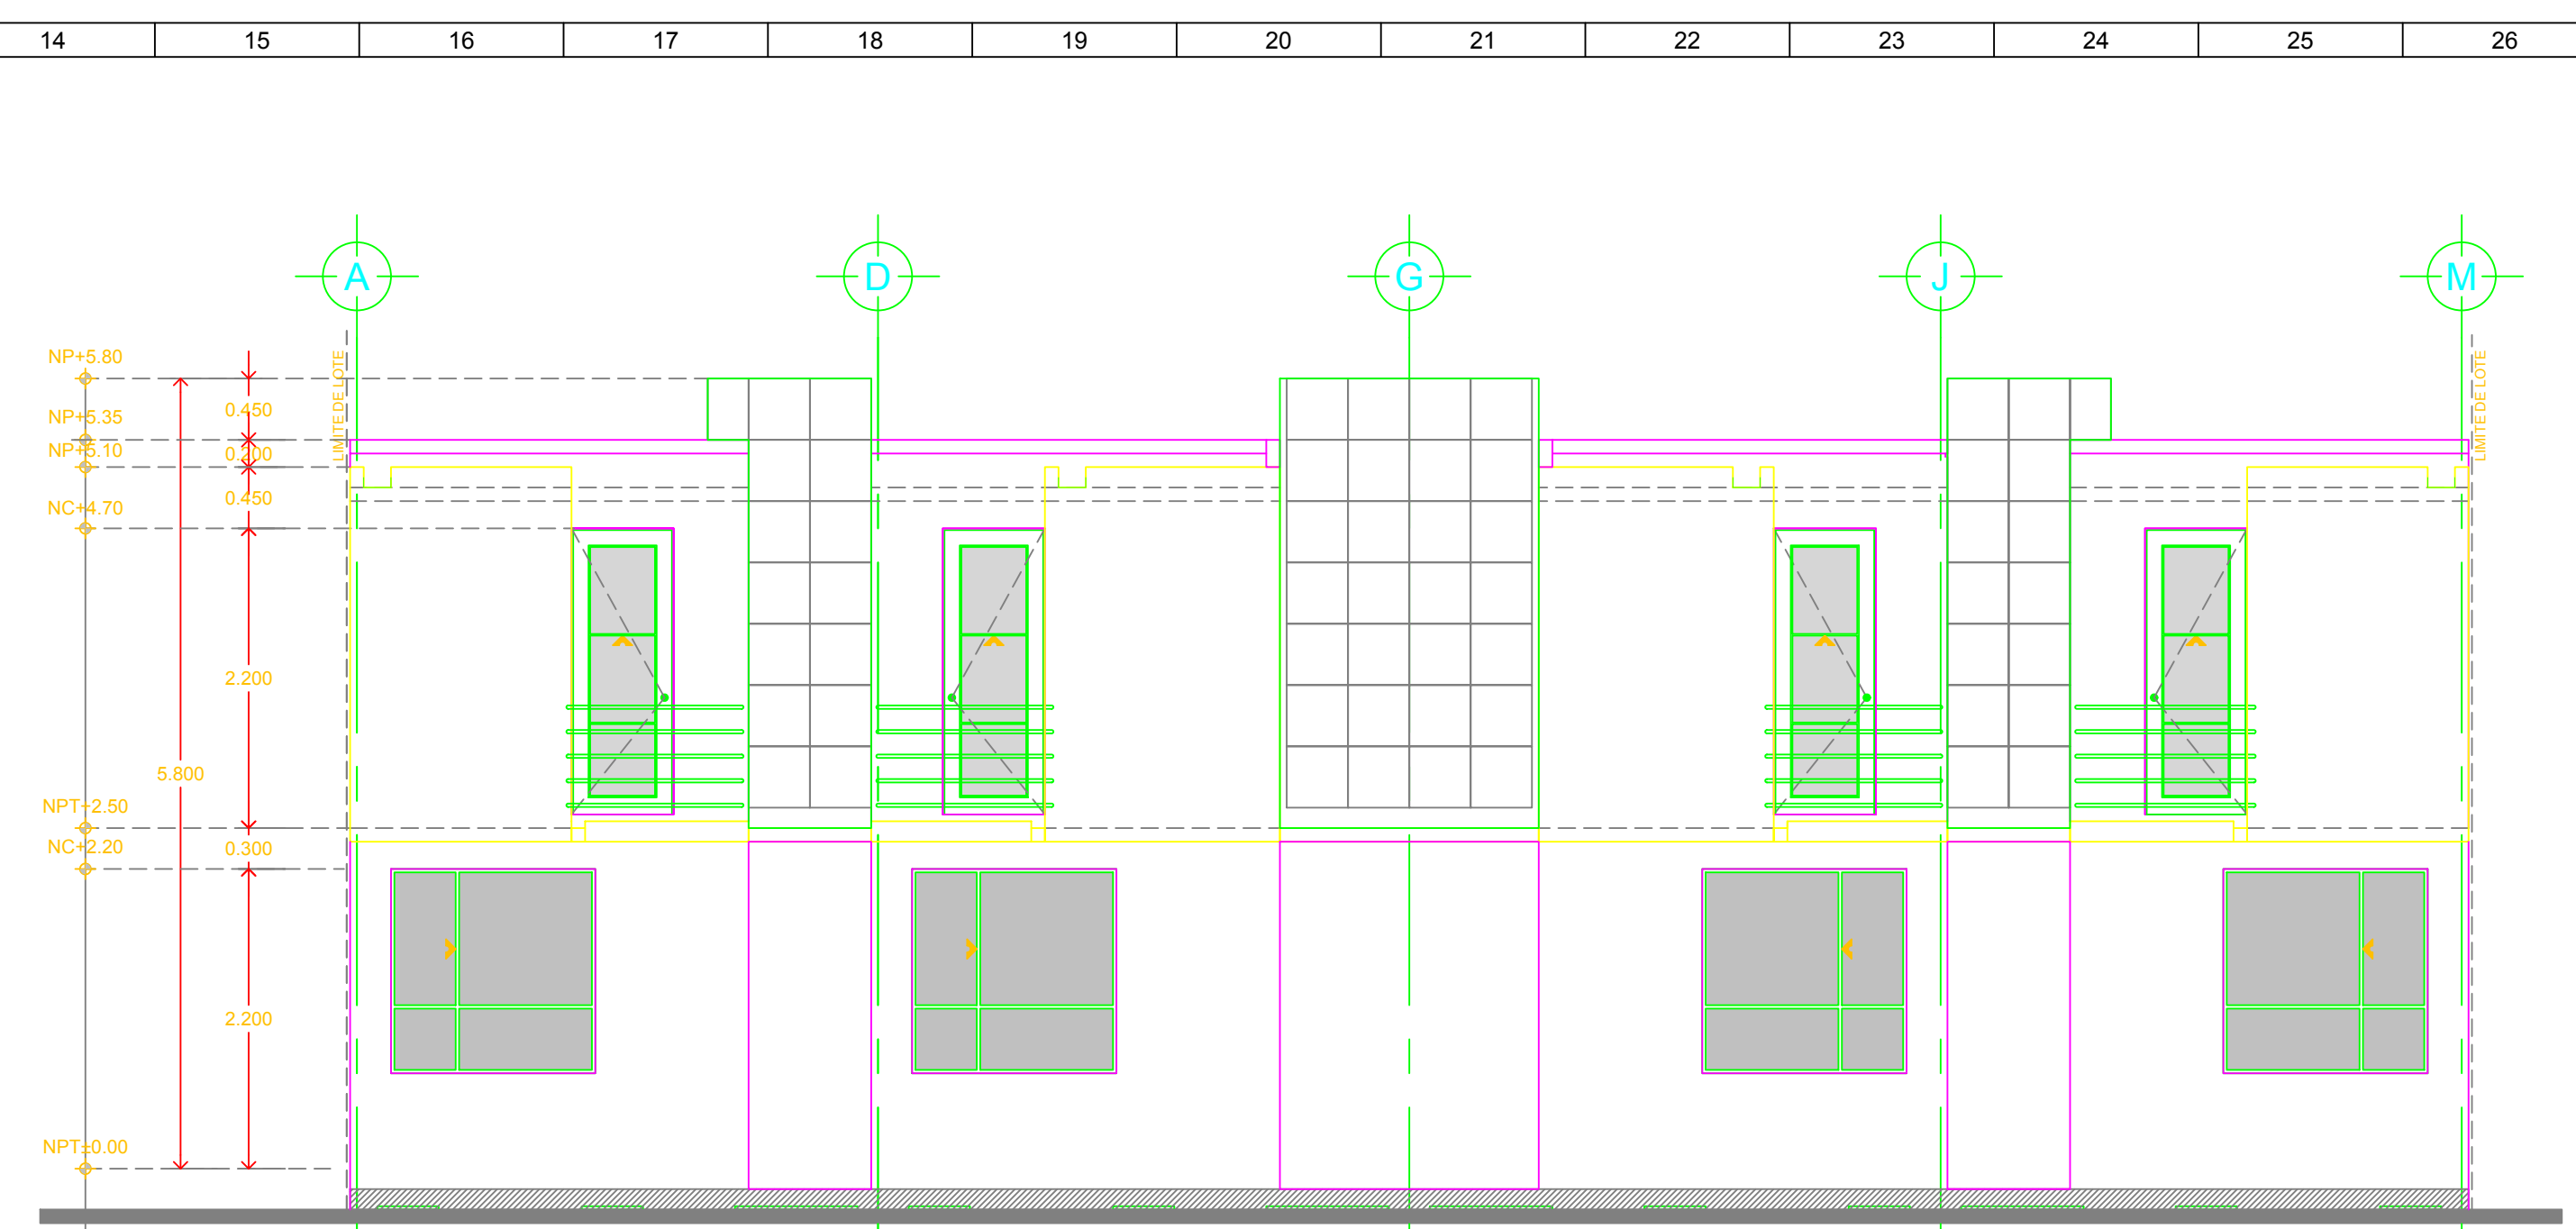 14 15 16 17 18 19 20 21 22 23 24 25 26
A D G J M
LIMITE DE LOTE
LIMITE DE LOTE
NP+5.80
0.450
NP+5.35
NP+5.10
0.200
0.450
NC+4.70
2.200
5.800
NPT+2.50
NC+2.20
0.300
2.200
NPT±0.00